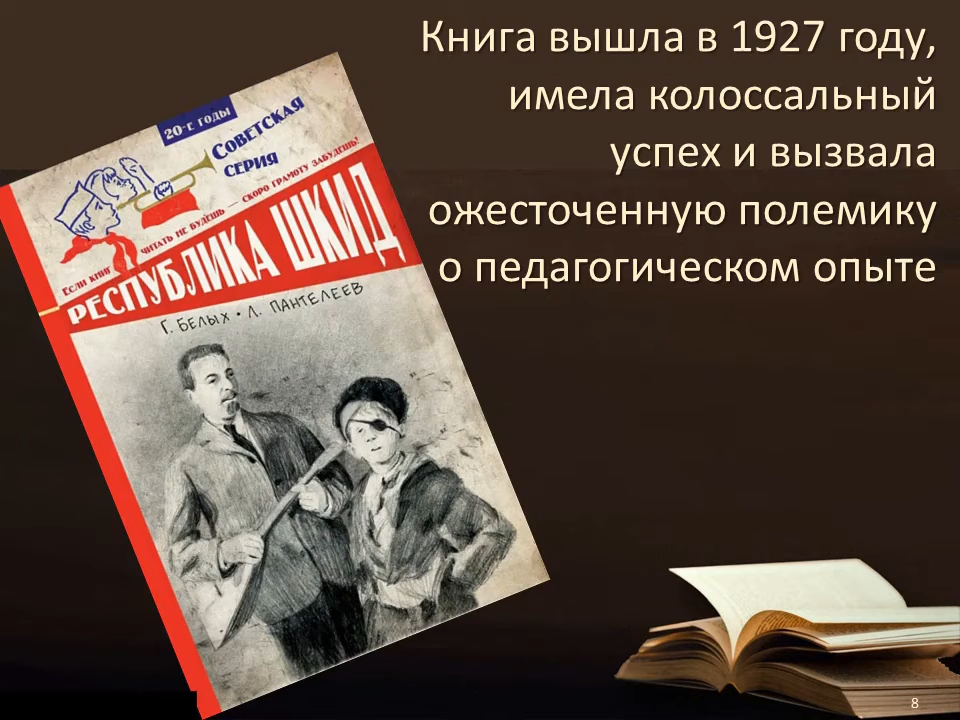 Книга вышла в 1927 году,
имела колоссальный
успех и вызвала
ожесточенную полемику
о педагогическом опыте
20-е годы
Советская
серия
Если книг читать не будешь — скоро грамоту забудешь!
РЕСПУБЛИКА ШКИД
Г. БЕЛЫХ • Л. ПАНТЕЛЕЕВ
8